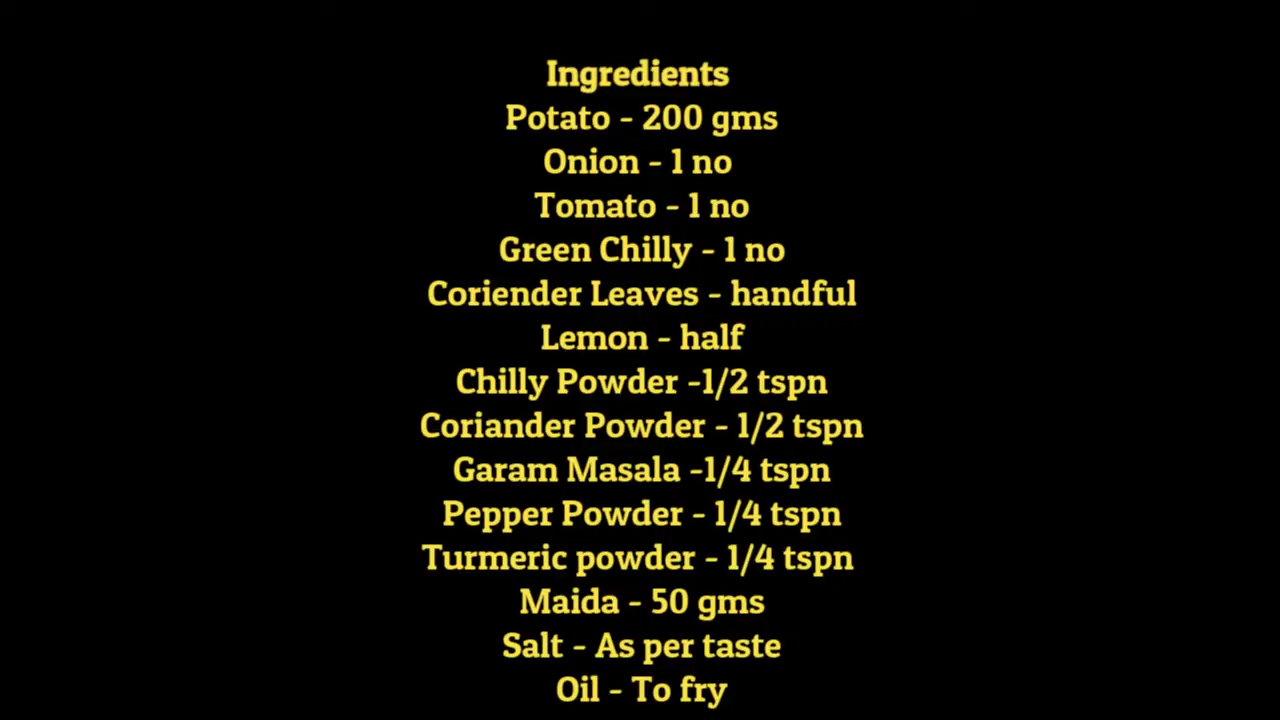 Ingredients
Potato - 200 gms
Onion - 1 no
Tomato - 1 no
Green Chilly - 1 no
Coriender Leaves - handful
Lemon - half
Chilly Powder -1/2 tspn
Coriander Powder - 1/2 tspn
Garam Masala -1/4 tspn
Pepper Powder - 1/4 tspn
Turmeric powder - 1/4 tspn
Maida - 50 gms
Salt - As per taste
Oil - To fry